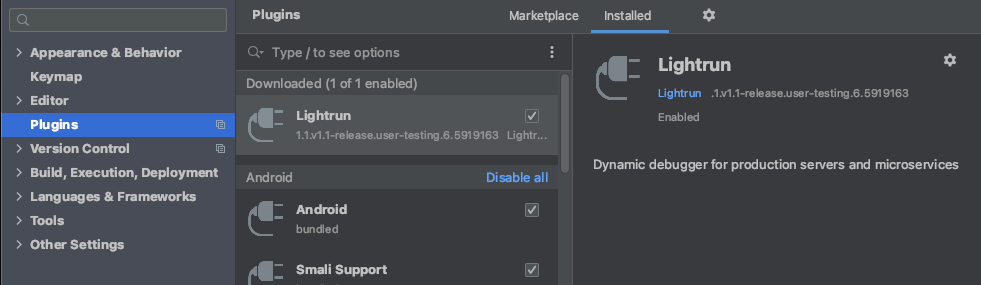 Appearance & Behavior
Keymap
Editor
Plugins
Version Control
Build, Execution, Deployment
Languages & Frameworks
Tools
Other Settings
Plugins
Marketplace
Installed
Type / to see options
Downloaded (1 of 1 enabled)
Lightrun
1.1.v1.1-release.user-testing.6.5919163 Lightr...
Android Disable all
Android
bundled
Smali Support
Lightrun
Lightrun .1.v1.1-release.user-testing.6.5919163
Enabled
Dynamic debugger for production servers and microservices